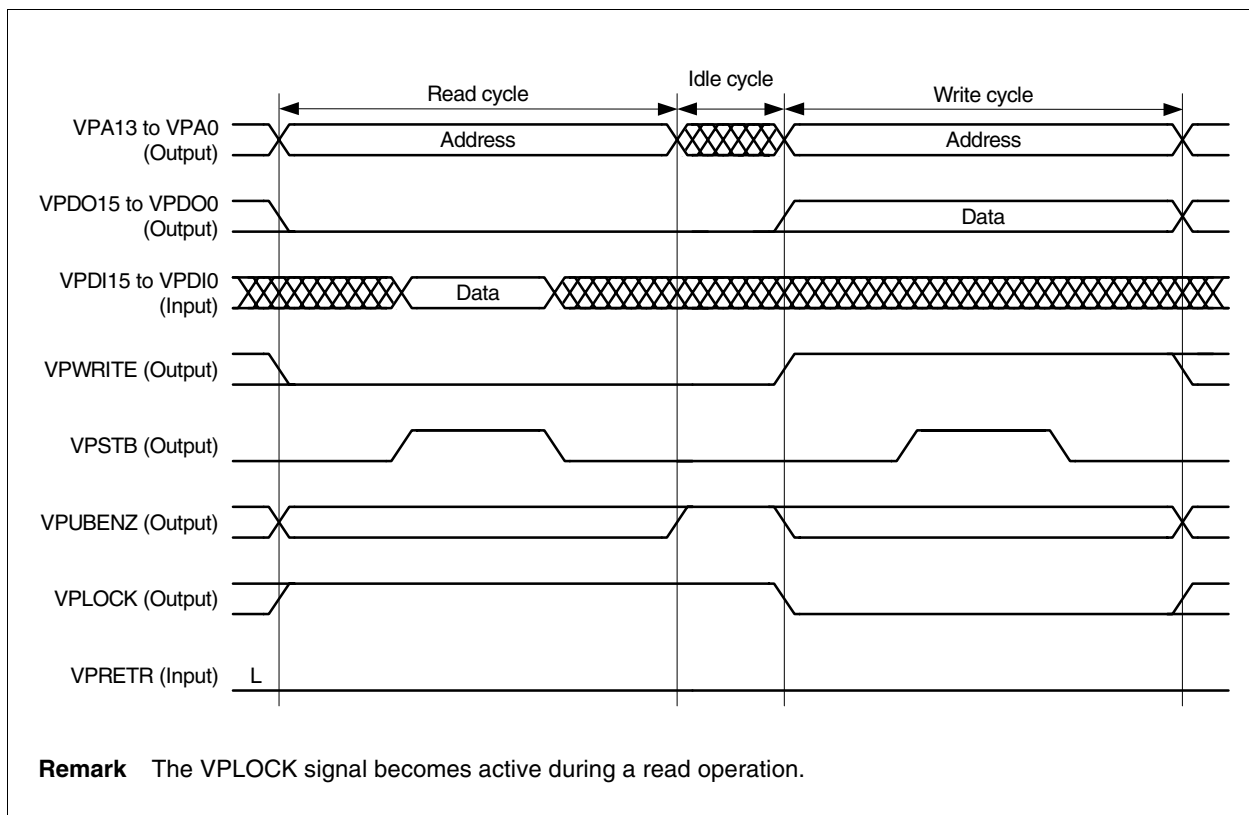 Read cycle
Idle cycle
Write cycle
VPA13 to VPA0
(Output)
Address
Address
VPDO15 to VPDO0
(Output)
Data
VPDI15 to VPDI0
(Input)
Data
VPWRITE (Output)
VPSTB (Output)
VPUBENZ (Output)
VPLOCK (Output)
VPRETR (Input) L
Remark The VPLOCK signal becomes active during a read operation.